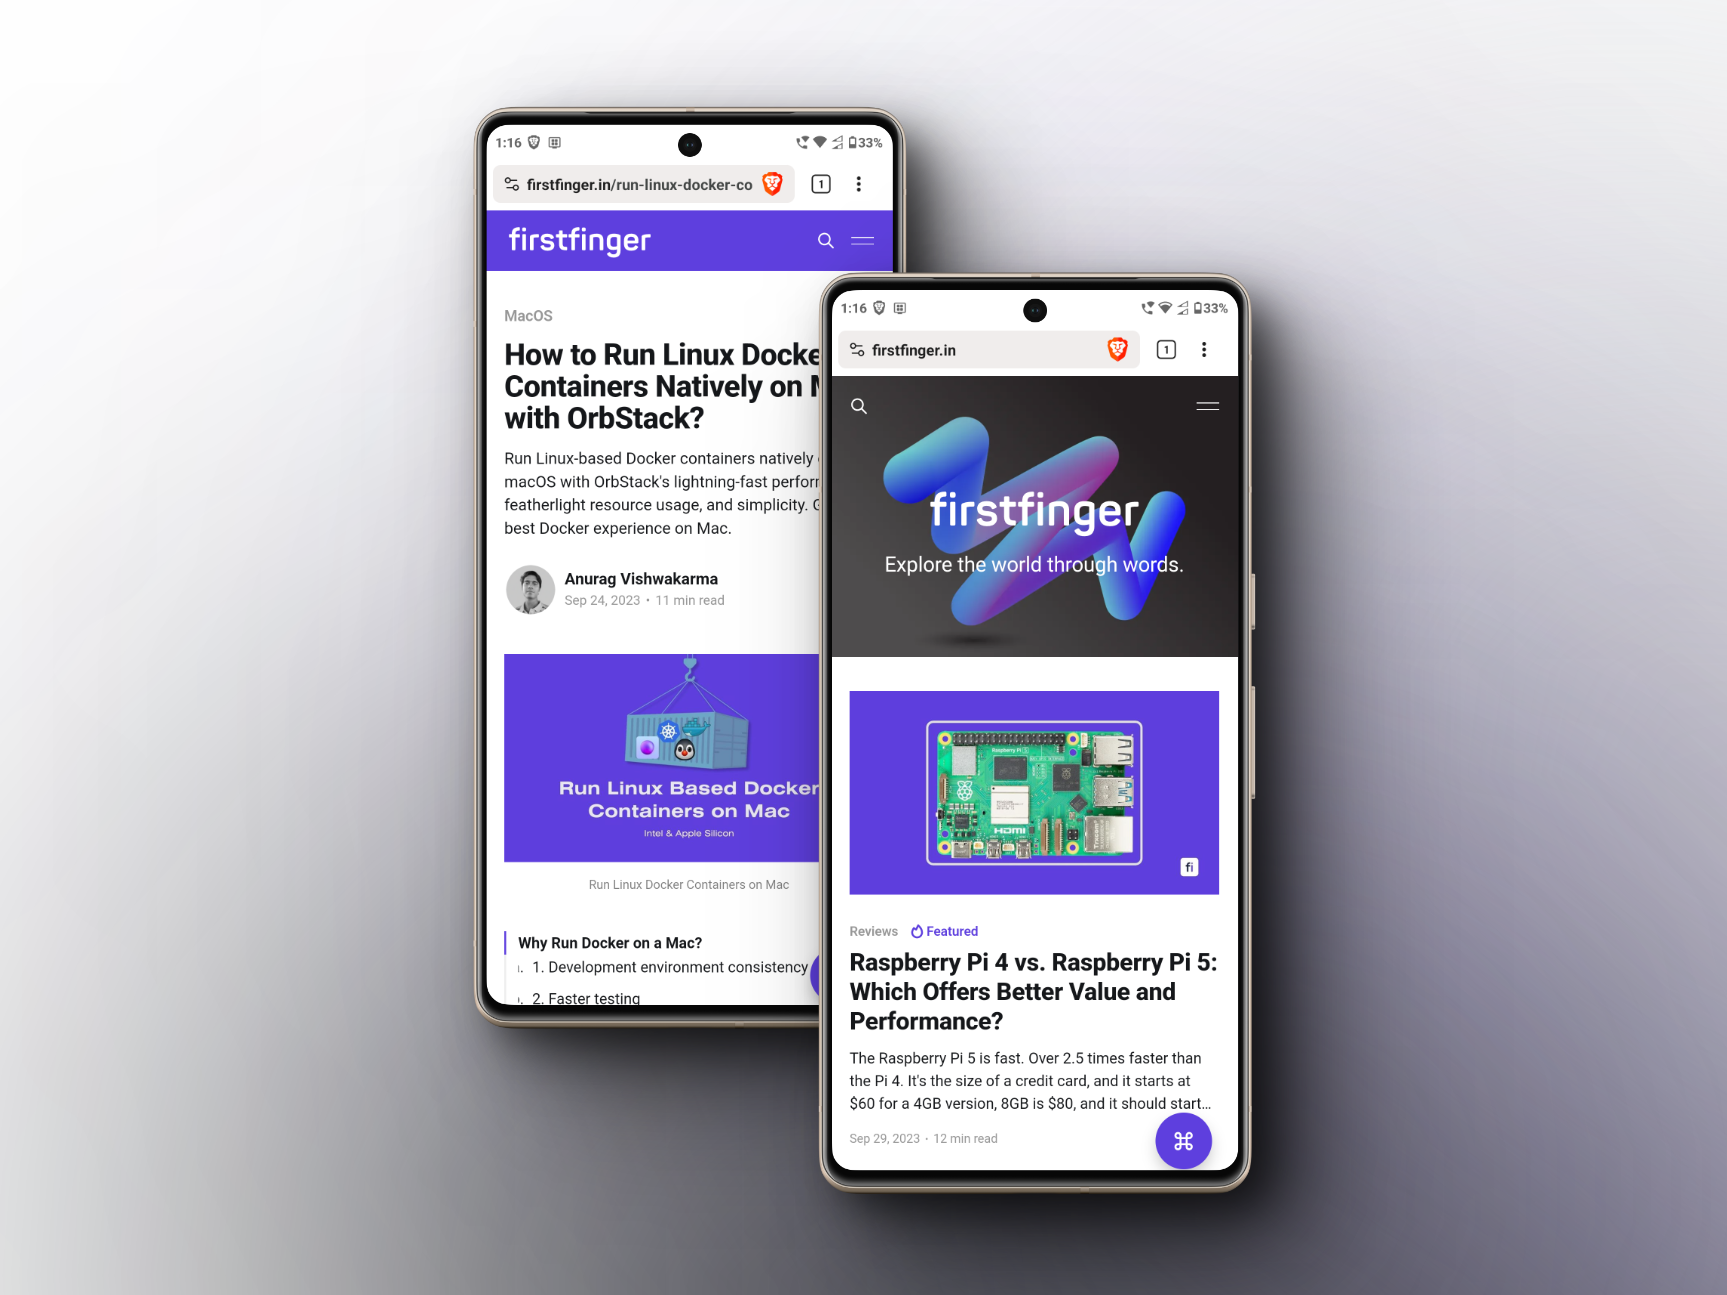 1:16
33%
firstfinger.in/run-linux-docker-co
1
firstfinger
MacOS
How to Run Linux Docke
Containers Natively on M
with OrbStack?
Run Linux-based Docker containers natively
macOS with OrbStack's lightning-fast perfor
featherlight resource usage, and simplicity. G
best Docker experience on Mac.
Anurag Vishwakarma
Sep 24, 2023 • 11 min read
Run Linux Based Docker
Containers on Mac
Intel & Apple Silicon
Run Linux Docker Containers on Mac
Why Run Docker on a Mac?
1. Development environment consistency
2. Faster testing
1:16
33%
firstfinger.in
1
firstfinger
Explore the world through words.
Raspberry Pi 5
HDMI
fi
Reviews Featured
Raspberry Pi 4 vs. Raspberry Pi 5:
Which Offers Better Value and
Performance?
The Raspberry Pi 5 is fast. Over 2.5 times faster than
the Pi 4. It's the size of a credit card, and it starts at
$60 for a 4GB version, 8GB is $80, and it should start...
Sep 29, 2023 • 12 min read